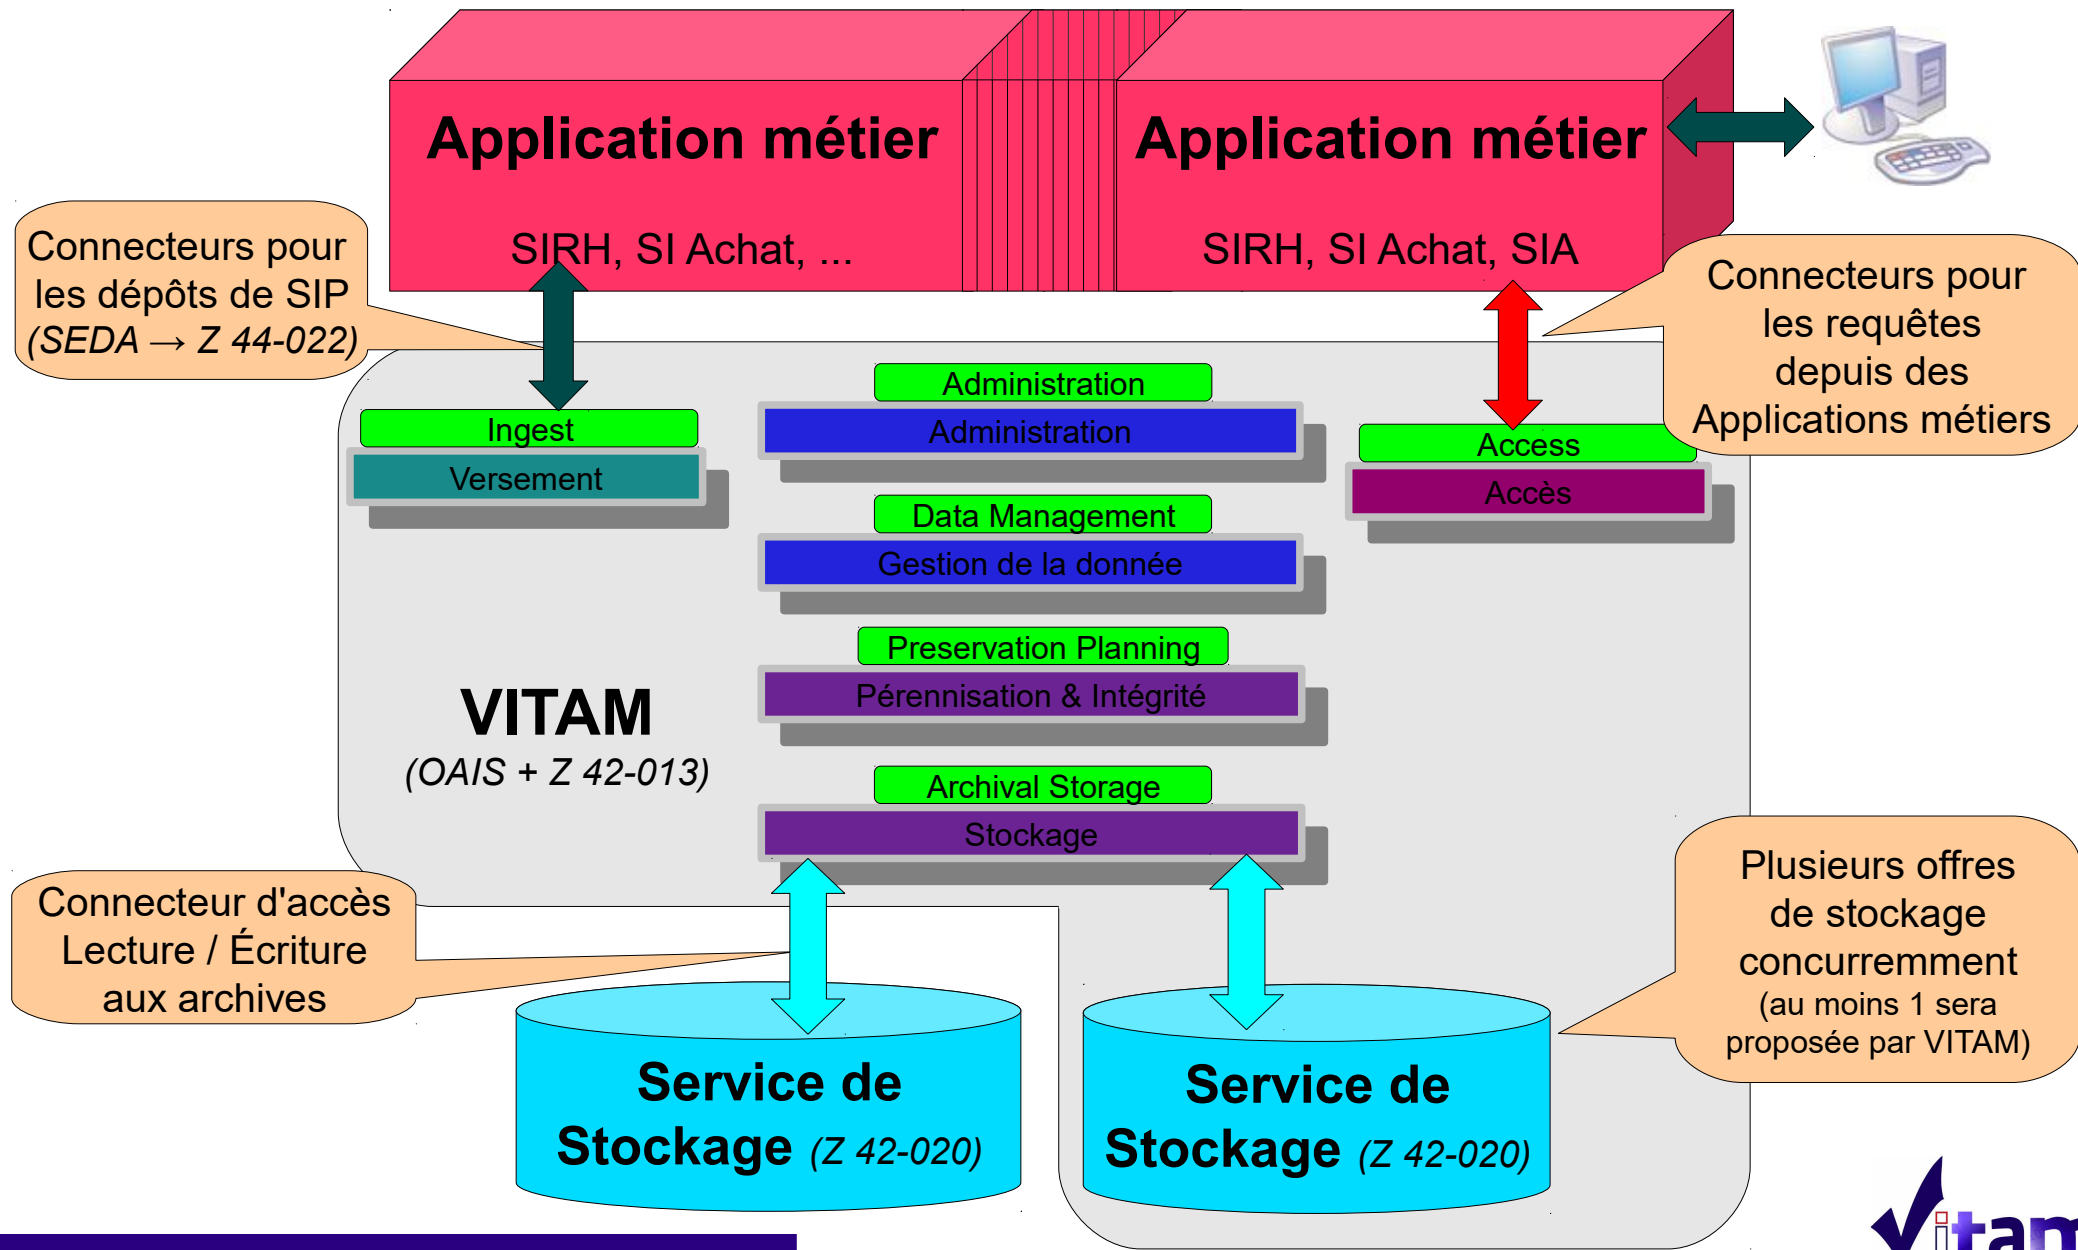 Application métier
SIRH, SI Achat, ...
Application métier
SIRH, SI Achat, SIA
Connecteurs pour
les dépôts de SIP
(SEDA → Z 44-022)
Connecteurs pour
les requêtes
depuis des
Applications métiers
Ingest
Versement
Administration
Administration
Access
Accès
Data Management
Gestion de la donnée
Preservation Planning
Pérennisation & Intégrité
VITAM
(OAIS + Z 42-013)
Archival Storage
Stockage
Connecteur d'accès
Lecture / Écriture
aux archives
Plusieurs offres
de stockage
concurremment
(au moins 1 sera
proposée par VITAM)
Service de
Stockage (Z 42-020)
Service de
Stockage (Z 42-020)
Vitam